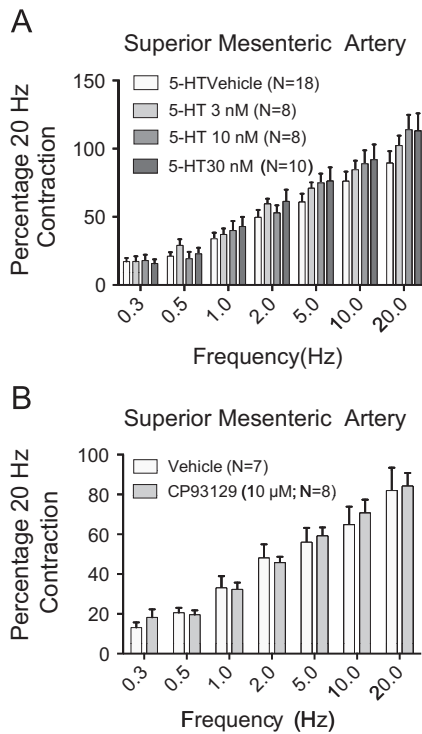 A
Superior Mesenteric Artery
Percentage 20 Hz
Contraction
150
100
50
0
5-HTVehicle (N=18)
5-HT 3 nM (N=8)
5-HT 10 nM (N=8)
5-HT30 nM (N=10)
0.3
0.5
1.0
2.0
5.0
10.0
20.0
Frequency(Hz)
B
Superior Mesenteric Artery
Percentage 20 Hz
Contraction
100
80
60
40
20
0
Vehicle (N=7)
CP93129 (10 μM; N=8)
0.3
0.5
1.0
2.0
5.0
10.0
20.0
Frequency (Hz)